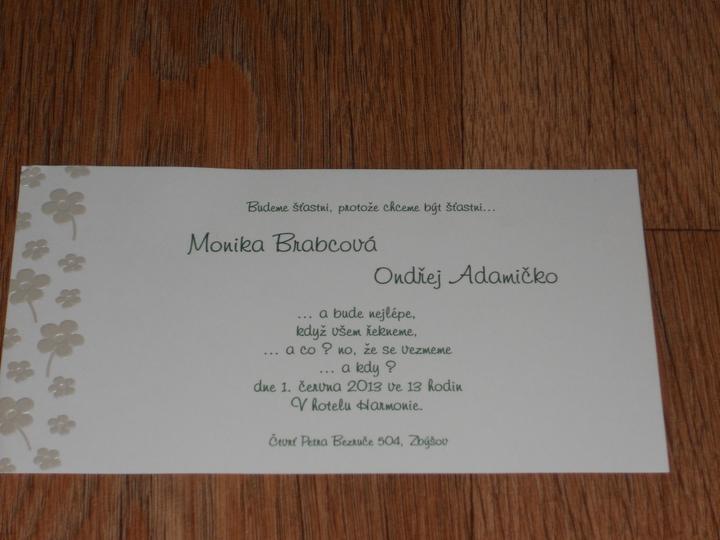 Budeme šťastni, protože chceme být šťastni...
Monika Brabcová
Ondřej Adamičko
... a bude nejlépe,
když všem řekneme,
... a co ? no, že se vezmeme
... a kdy ?
dne 1. června 2013 ve 13 hodin
V hotelu Harmonie.
Čtvrť Petra Bezruče 504, Zbýšov